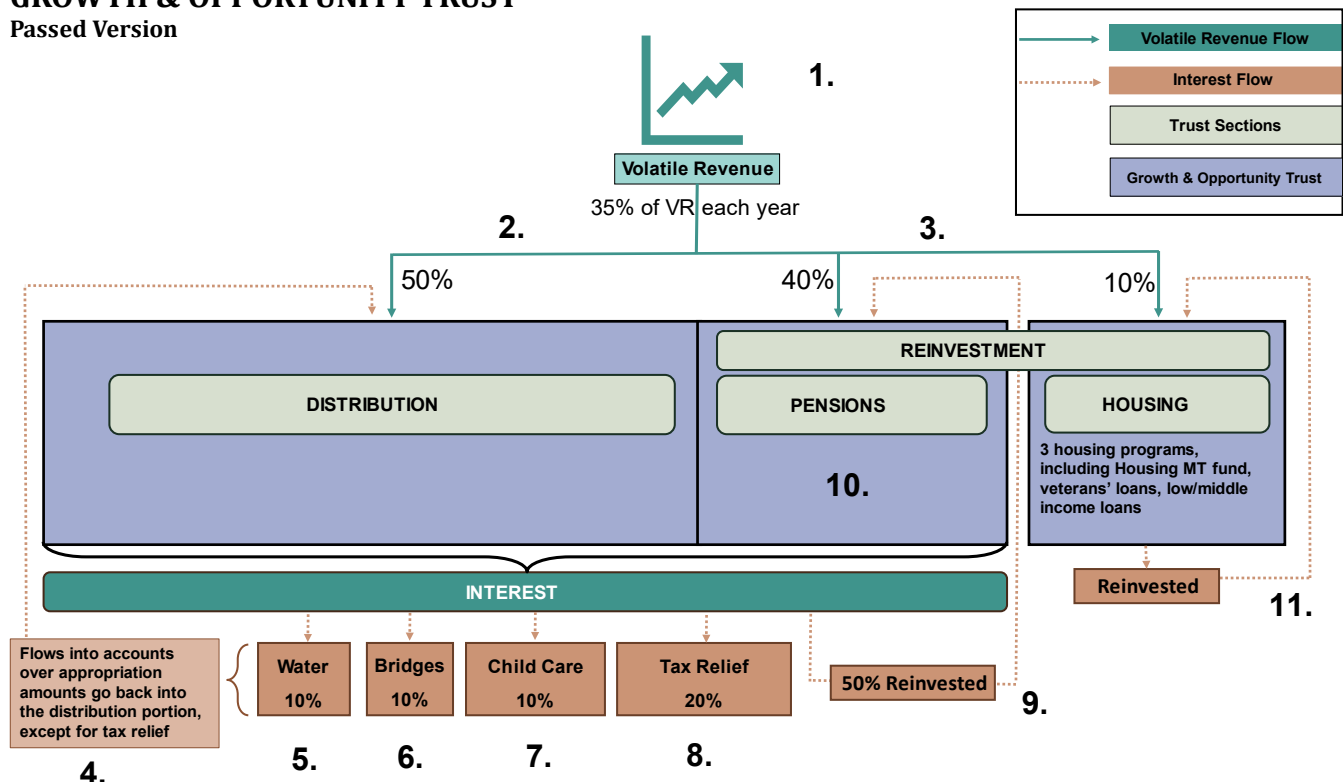 GROWTH & OPPORTUNITY TRUST
Passed Version
Volatile Revenue Flow
Interest Flow
Trust Sections
Growth & Opportunity Trust
1.
Volatile Revenue
35% of VR each year
2.
3.
50%
40%
10%
REINVESTMENT
DISTRIBUTION
PENSIONS
HOUSING
3 housing programs,
including Housing MT fund,
veterans’ loans, low/middle
income loans
10.
INTEREST
Reinvested
11.
Flows into accounts
over appropriation
amounts go back into
the distribution portion,
except for tax relief
4.
Water
10%
5.
Bridges
10%
6.
Child Care
10%
7.
Tax Relief
20%
8.
50% Reinvested
9.